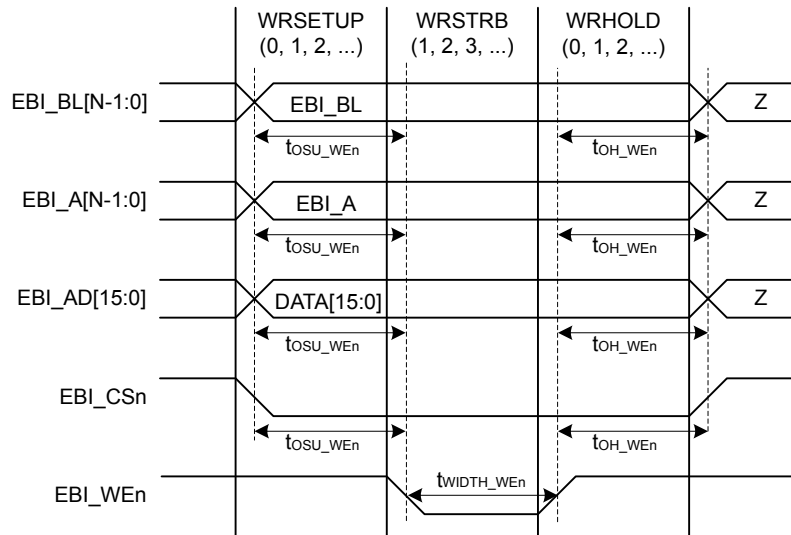 WRSETUP WRSTRB WRHOLD
(0, 1, 2, ...) (1, 2, 3, ...) (0, 1, 2, ...)
EBI_BL[N-1:0] EBI_BL Z
tOSU_WEn tOH_WEn
EBI_A[N-1:0] EBI_A Z
tOSU_WEn tOH_WEn
EBI_AD[15:0] DATA[15:0] Z
tOSU_WEn tOH_WEn
EBI_CSn
tOSU_WEn tOH_WEn
EBI_WEn tWIDTH_WEn